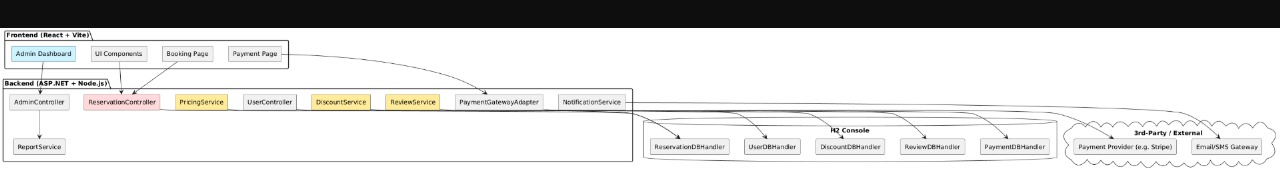 Frontend (React + Vite)
Admin Dashboard
UI Components
Booking Page
Payment Page
Backend (ASP.NET + Node.js)
AdminController
ReservationController
PricingService
UserController
DiscountService
ReviewService
PaymentGatewayAdapter
NotificationService
ReportService
H2 Console
ReservationDBHandler
UserDBHandler
DiscountDBHandler
ReviewDBHandler
PaymentDBHandler
3rd-Party / External
Payment Provider (e.g. Stripe)
Email/SMS Gateway